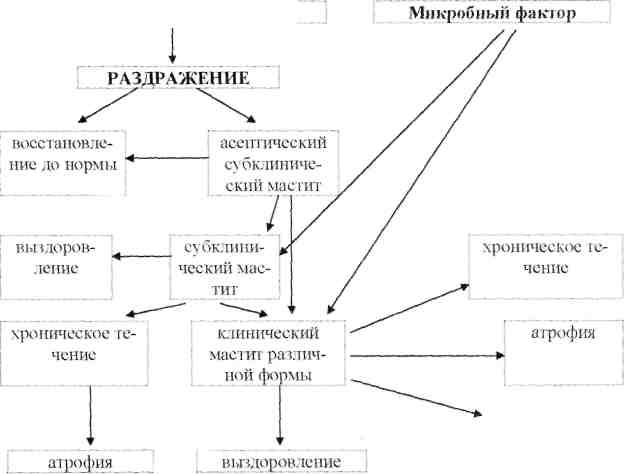 Микробный фактор
РАЗДРАЖЕНИЕ
восстановле-
ние до нормы
асептический
субклиниче-
ский мастит
выздоров-
ление
субклини-
ческий мас-
тит
хроническое те-
чение
хроническое те-
чение
клинический
мастит различ-
ной формы
атрофия
атрофия
выздоровление